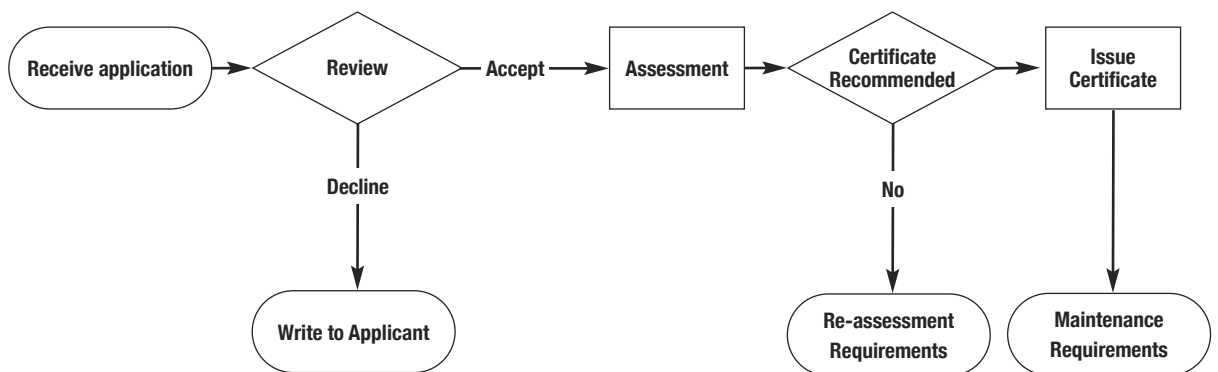 Receive application
Review
Accept
Assessment
Certificate
Recommended
Issue
Certificate
Decline
No
Write to Applicant
Re-assessment
Requirements
Maintenance
Requirements